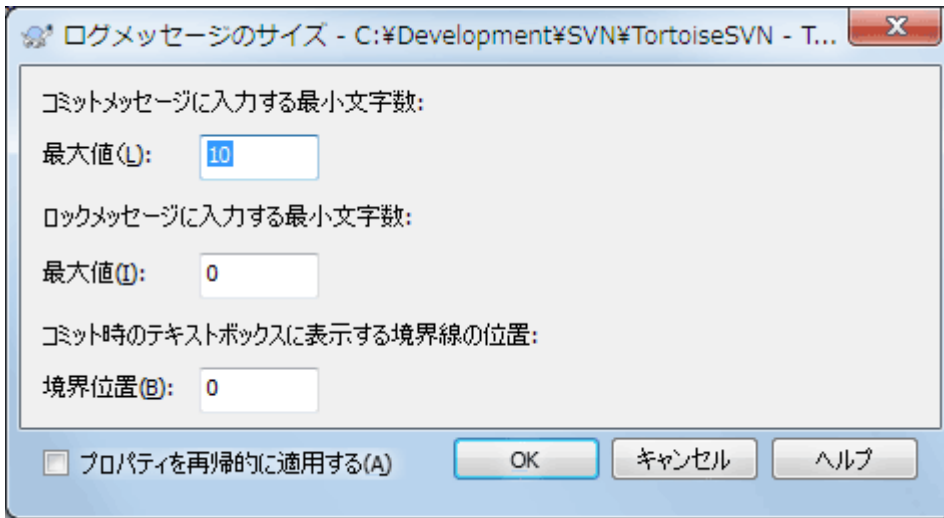 ログメッセージのサイズ - C:¥Development¥SVN¥TortoiseSVN - T...
コミットメッセージに入力する最小文字数:
最大値(L): 10
ロックメッセージに入力する最小文字数:
最大値(I): 0
コミット時のテキストボックスに表示する境界線の位置:
境界位置(B): 0
プロパティを再帰的に適用する(A) OK キャンセル ヘルプ